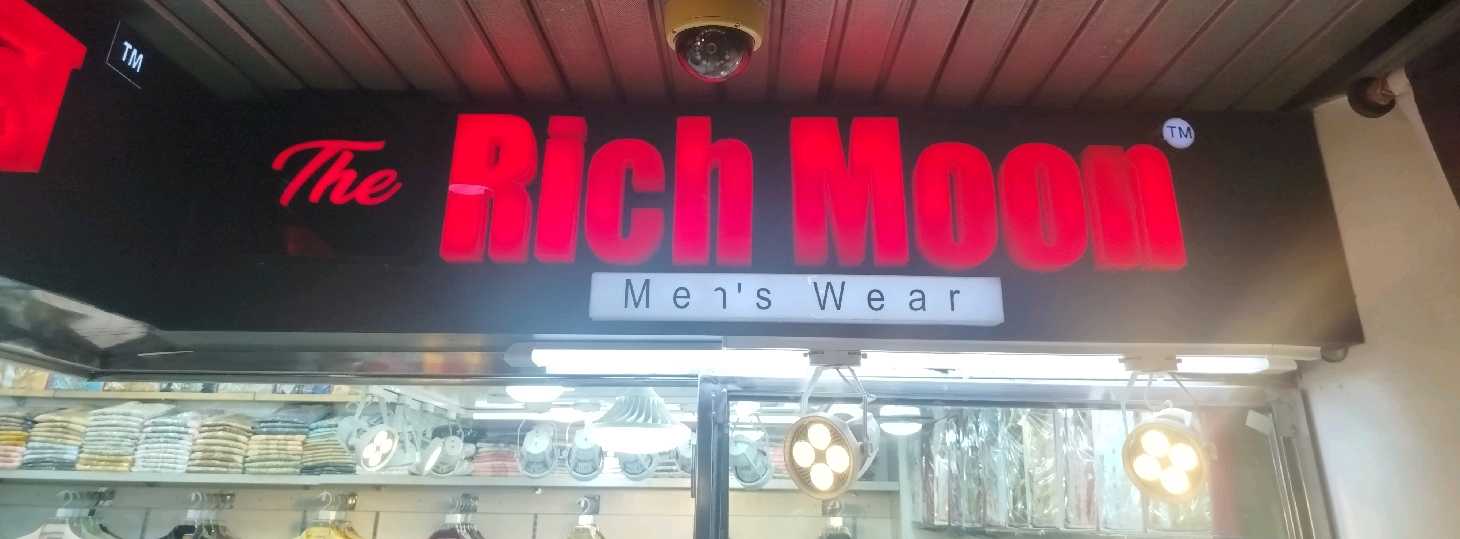 TM
The Rich Moon TM
Men's Wear